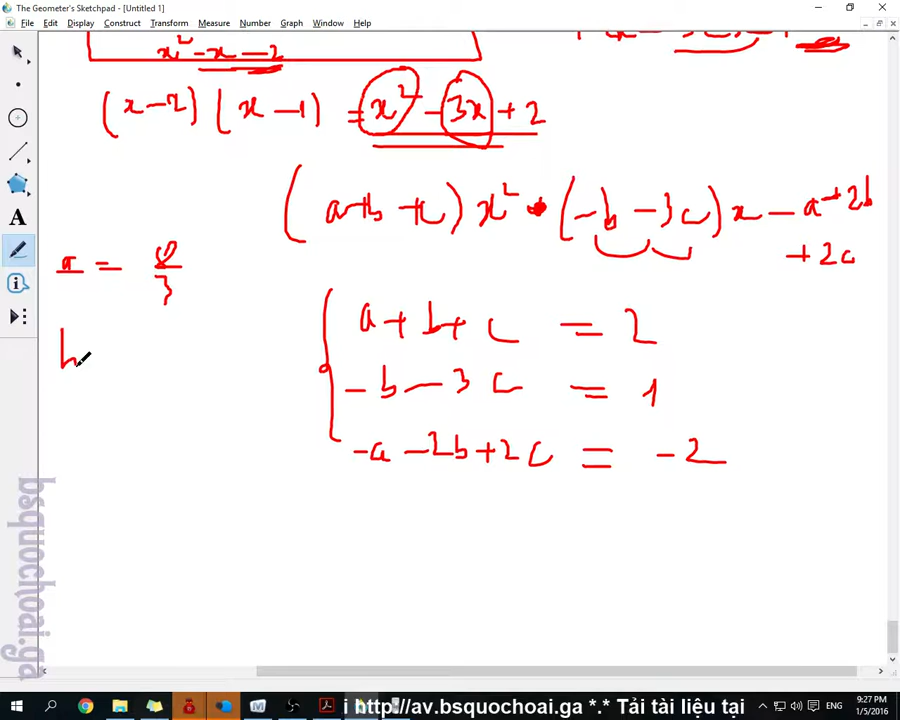 The Geometer's Sketchpad - [Untitled 1]
File Edit Display Construct Transform Measure Number Graph Window Help
x² - x - 2
(x-2) (x-1) = x² - 3x + 2
(a+b+c) x² + (-b-3c) x - a+2b
+2c
a = 8/3
b
a + b + c = 2
- b - 3c = 1
-a -2b +2c = -2
bsquochoai.ga
9:27 PM
i http://av.bsquochoai.ga *.* Tải tài liệu tại
1/5/2016